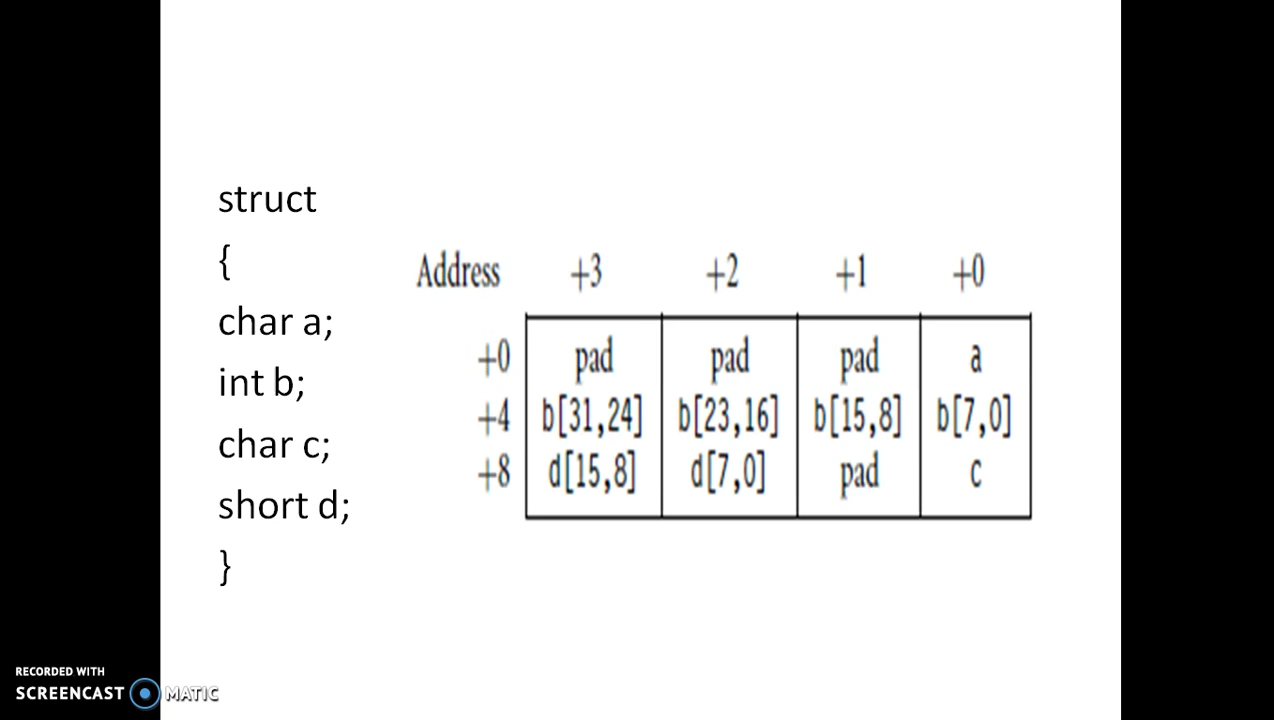 struct
{
char a;
int b;
char c;
short d;
}
Address +3 +2 +1 +0
+0 pad pad pad a
+4 b[31,24] b[23,16] b[15,8] b[7,0]
+8 d[15,8] d[7,0] pad c
RECORDED WITH
SCREENCAST MATIC